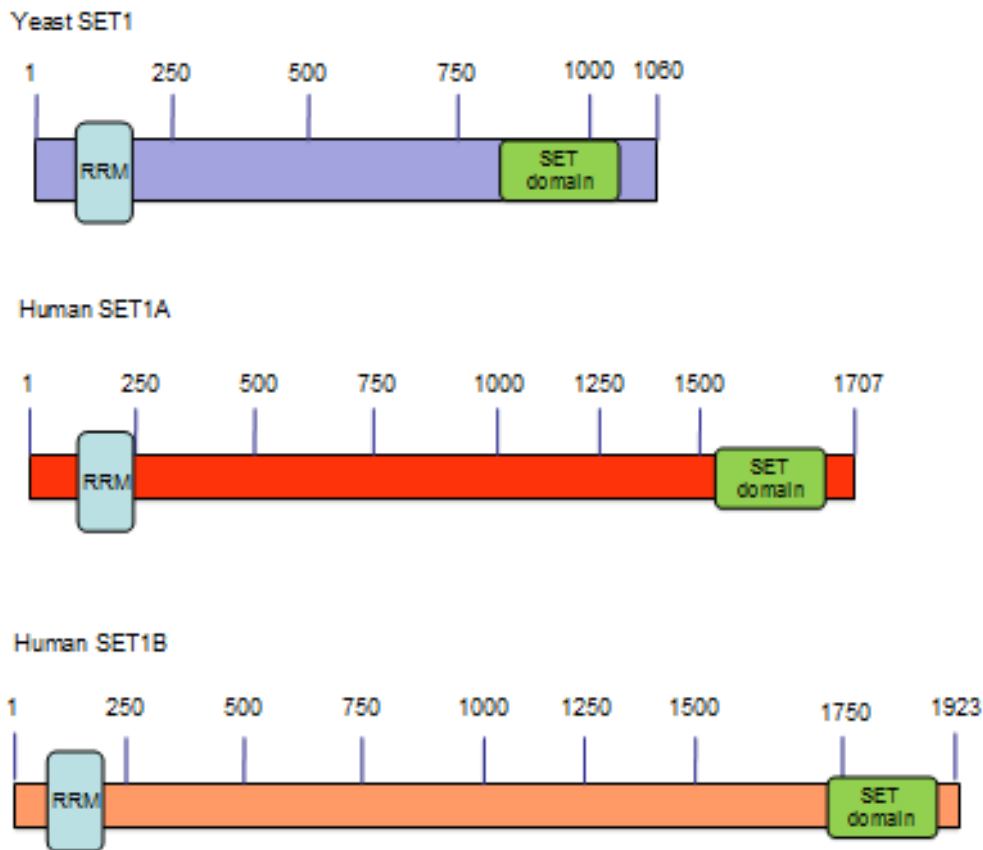 Yeast SET1
1 250 500 750 1000 1060
RRM
SET
domain
Human SET1A
1 250 500 750 1000 1250 1500 1707
RRM
SET
domain
Human SET1B
1 250 500 750 1000 1250 1500 1750 1923
RRM
SET
domain